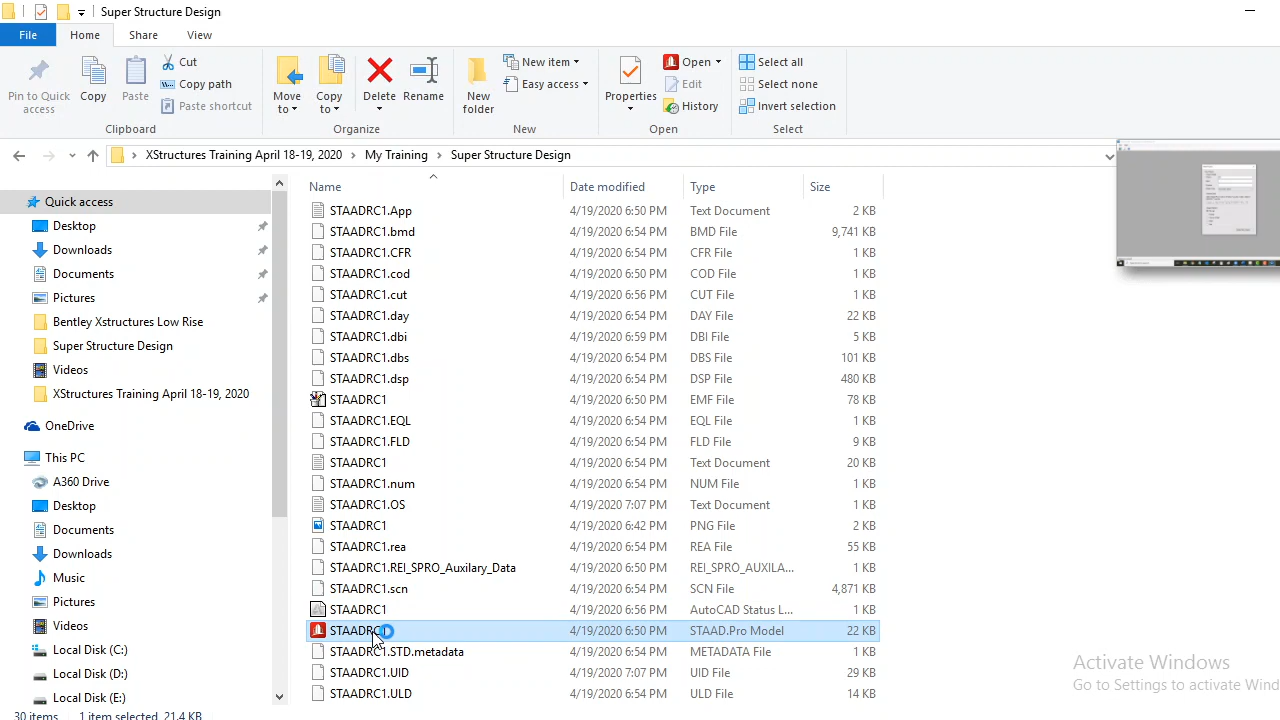 Super Structure Design
File Home Share View
Pin to Quick access
Copy
Paste
Cut
Copy path
Paste shortcut
Move to
Copy to
Delete
Rename
New folder
New item
Easy access
Properties
Open
Edit
History
Select all
Select none
Invert selection
Clipboard Organize New Open Select
XStructures Training April 18-19, 2020 > My Training > Super Structure Design
Quick access
Desktop
Downloads
Documents
Pictures
Bentley Xstructures Low Rise
Super Structure Design
Videos
XStructures Training April 18-19, 2020
OneDrive
This PC
A360 Drive
Desktop
Documents
Downloads
Music
Pictures
Videos
Local Disk (C:)
Local Disk (D:)
Local Disk (E:)
Name Date modified Type Size
STAADRC1.App 4/19/2020 6:50 PM Text Document 2 KB
STAADRC1.bmd 4/19/2020 6:54 PM BMD File 9,741 KB
STAADRC1.CFR 4/19/2020 6:54 PM CFR File 1 KB
STAADRC1.cod 4/19/2020 6:50 PM COD File 1 KB
STAADRC1.cut 4/19/2020 6:56 PM CUT File 1 KB
STAADRC1.day 4/19/2020 6:54 PM DAY File 22 KB
STAADRC1.dbi 4/19/2020 6:59 PM DBI File 5 KB
STAADRC1.dbs 4/19/2020 6:54 PM DBS File 101 KB
STAADRC1.dsp 4/19/2020 6:54 PM DSP File 480 KB
STAADRC1 4/19/2020 6:50 PM EMF File 78 KB
STAADRC1.EQL 4/19/2020 6:54 PM EQL File 1 KB
STAADRC1.FLD 4/19/2020 6:54 PM FLD File 9 KB
STAADRC1 4/19/2020 6:54 PM Text Document 20 KB
STAADRC1.num 4/19/2020 6:54 PM NUM File 1 KB
STAADRC1.OS 4/19/2020 7:07 PM Text Document 2 KB
STAADRC1 4/19/2020 6:42 PM PNG File 2 KB
STAADRC1.rea 4/19/2020 6:54 PM REA File 55 KB
STAADRC1.REI_SPRO_Auxilary_Data 4/19/2020 6:50 PM REI_SPRO_AUXILA... 1 KB
STAADRC1.scn 4/19/2020 6:54 PM SCN File 4,871 KB
STAADRC1 4/19/2020 6:56 PM AutoCAD Status L... 1 KB
STAADRC 4/19/2020 6:50 PM STAAD.Pro Model 22 KB
STAADRC1.STD.metadata 4/19/2020 6:54 PM METADATA File 1 KB
STAADRC1.UID 4/19/2020 7:07 PM UID File 29 KB
STAADRC1.ULD 4/19/2020 6:54 PM ULD File 14 KB
Activate Windows
Go to Settings to activate Wind
30 items 1 item selected 21.4 KB